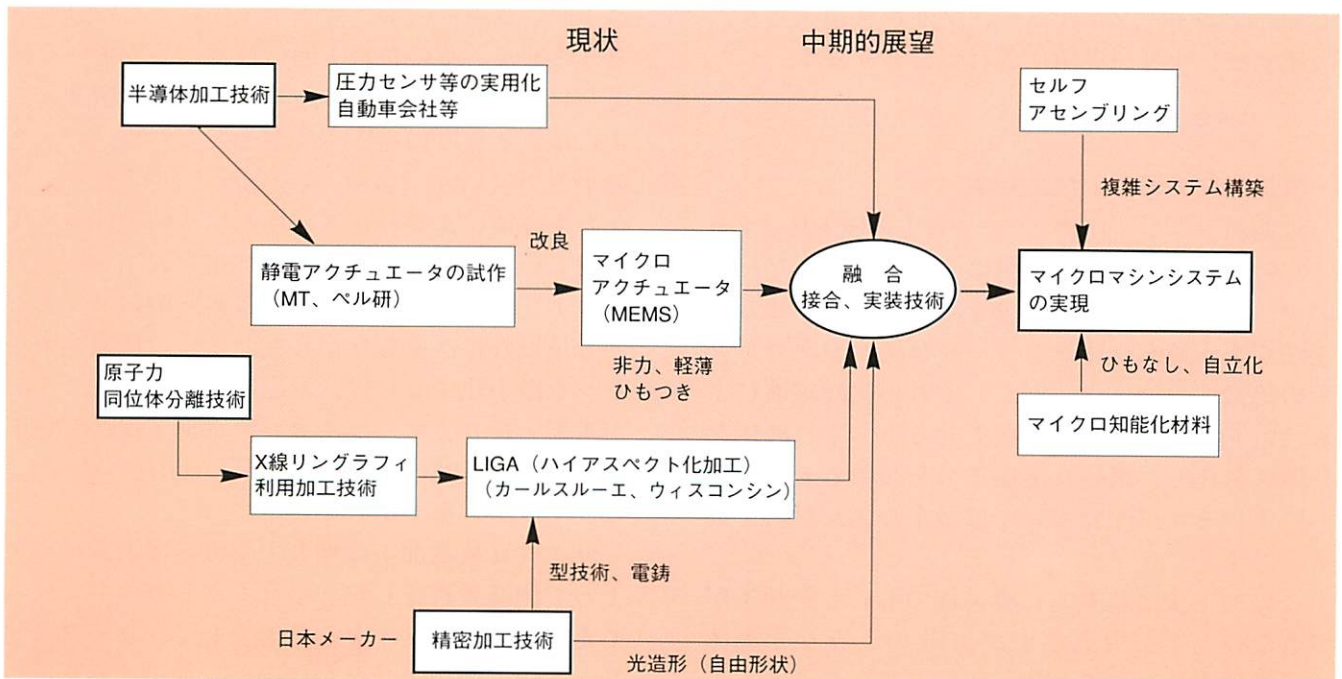 現状
中期的展望
半導体加工技術
圧力センサ等の実用化
自動車会社等
セルフ
アセンブリング
複雑システム構築
改良
静電アクチュエータの試作
(MT、ベル研)
マイクロ
アクチュエータ
(MEMS)
融 合
接合、実装技術
マイクロマシンシステム
の実現
非力、軽薄
ひもつき
ひもなし、自立化
原子力
同位体分離技術
マイクロ知能化材料
X線リングラフィ
利用加工技術
LIGA(ハイアスペクト化加工)
(カールスルーエ、ウィスコンシン)
型技術、電鋳
日本メーカー
精密加工技術
光造形(自由形状)